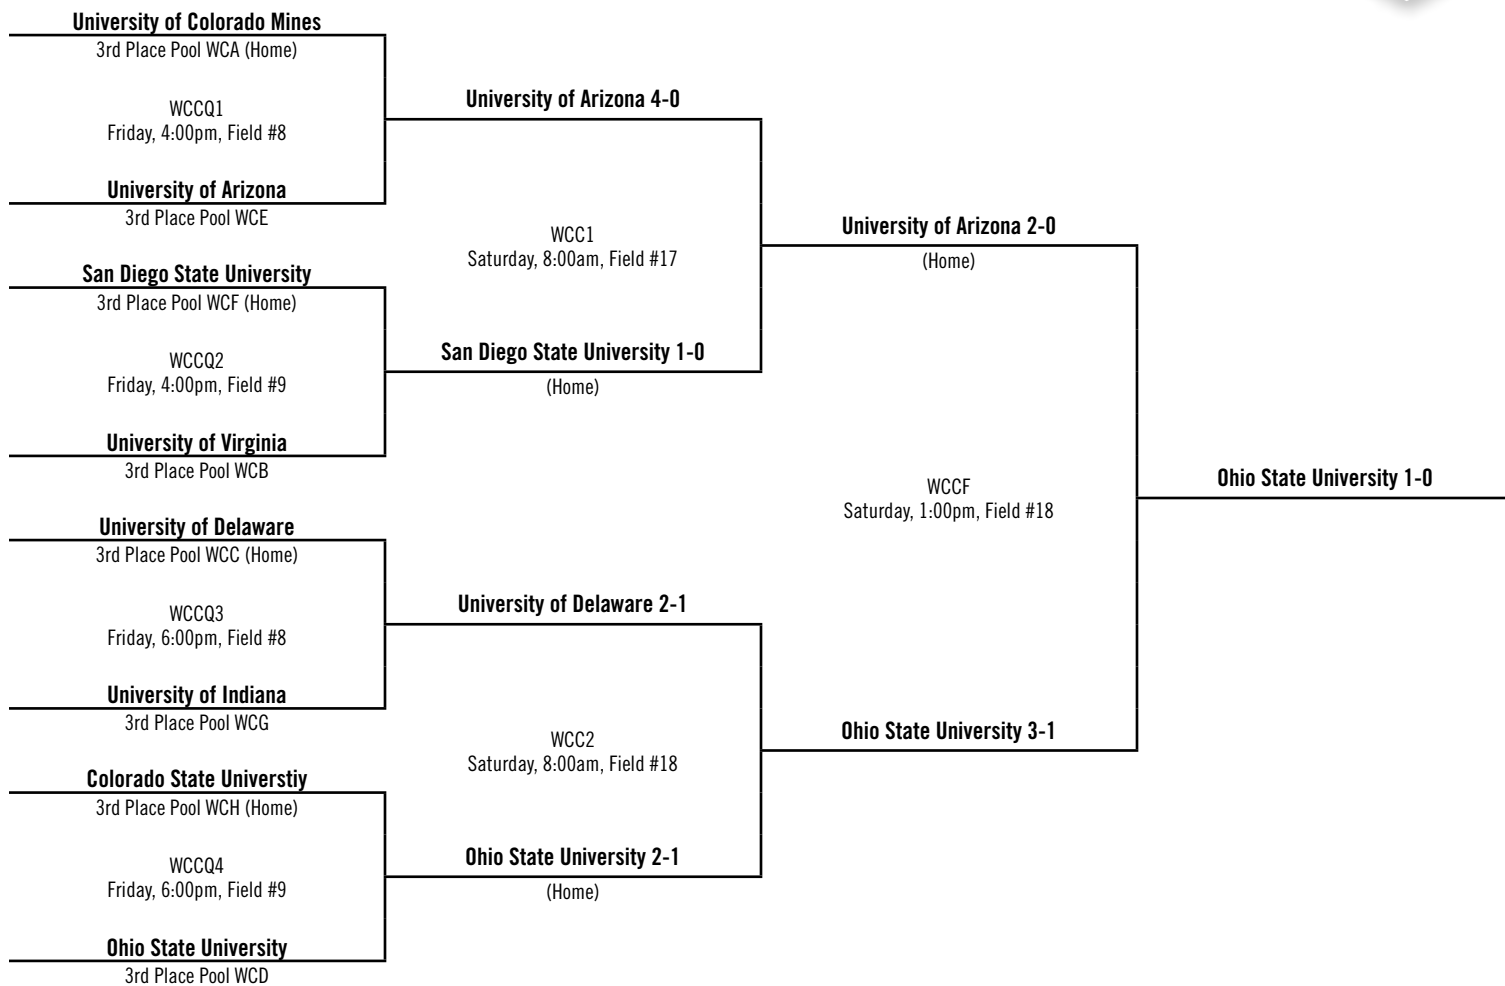 University of Colorado Mines
3rd Place Pool WCA (Home)
WCCQ1
Friday, 4:00pm, Field #8
University of Arizona
3rd Place Pool WCE
San Diego State University
3rd Place Pool WCF (Home)
WCCQ2
Friday, 4:00pm, Field #9
University of Virginia
3rd Place Pool WCB
University of Delaware
3rd Place Pool WCC (Home)
WCCQ3
Friday, 6:00pm, Field #8
University of Indiana
3rd Place Pool WCG
Colorado State Universtiy
3rd Place Pool WCH (Home)
WCCQ4
Friday, 6:00pm, Field #9
Ohio State University
3rd Place Pool WCD
University of Arizona 4-0
WCC1
Saturday, 8:00am, Field #17
San Diego State University 1-0
(Home)
University of Delaware 2-1
WCC2
Saturday, 8:00am, Field #18
Ohio State University 2-1
(Home)
University of Arizona 2-0
(Home)
WCCF
Saturday, 1:00pm, Field #18
Ohio State University 3-1
Ohio State University 1-0